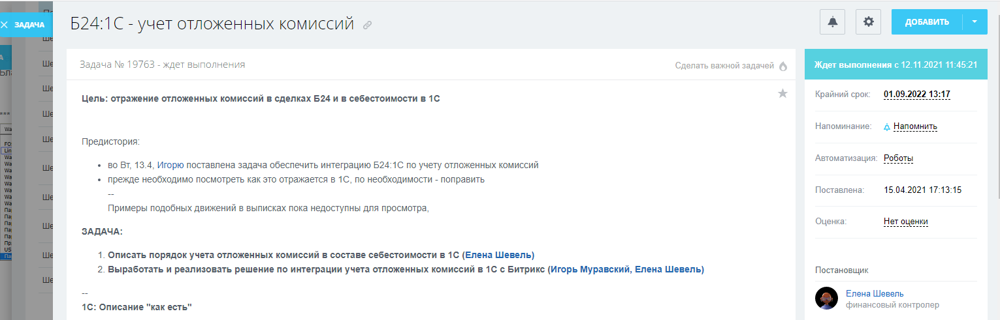 ЗАДАЧА
Б24:1С - учет отложенных комиссий
ДОБАВИТЬ
Задача № 19763 - ждет выполнения
Сделать важной задачей
Ждет выполнения с 12.11.2021 11:45:21
Цель: отражение отложенных комиссий в сделках Б24 и в себестоимости в 1С
Предистория:
• во Вт, 13.4, Игорю поставлена задача обеспечить интеграцию Б24:1С по учету отложенных комиссий
• прежде необходимо посмотреть как это отражается в 1С, по необходимости - поправить
--
Примеры подобных движений в выписках пока недоступны для просмотра,
ЗАДАЧА:
1. Описать порядок учета отложенных комиссий в составе себестоимости в 1С (Елена Шевель)
2. Выработать и реализовать решение по интеграции учета отложенных комиссий в 1С с Битрикс (Игорь Муравский, Елена Шевель)
--
1С: Описание "как есть"
Крайний срок: 01.09.2022 13:17
Напоминание: Напомнить
Автоматизация: Роботы
Поставлена: 15.04.2021 17:13:15
Оценка: Нет оценки
Постановщик
Елена Шевель
финансовый контролер